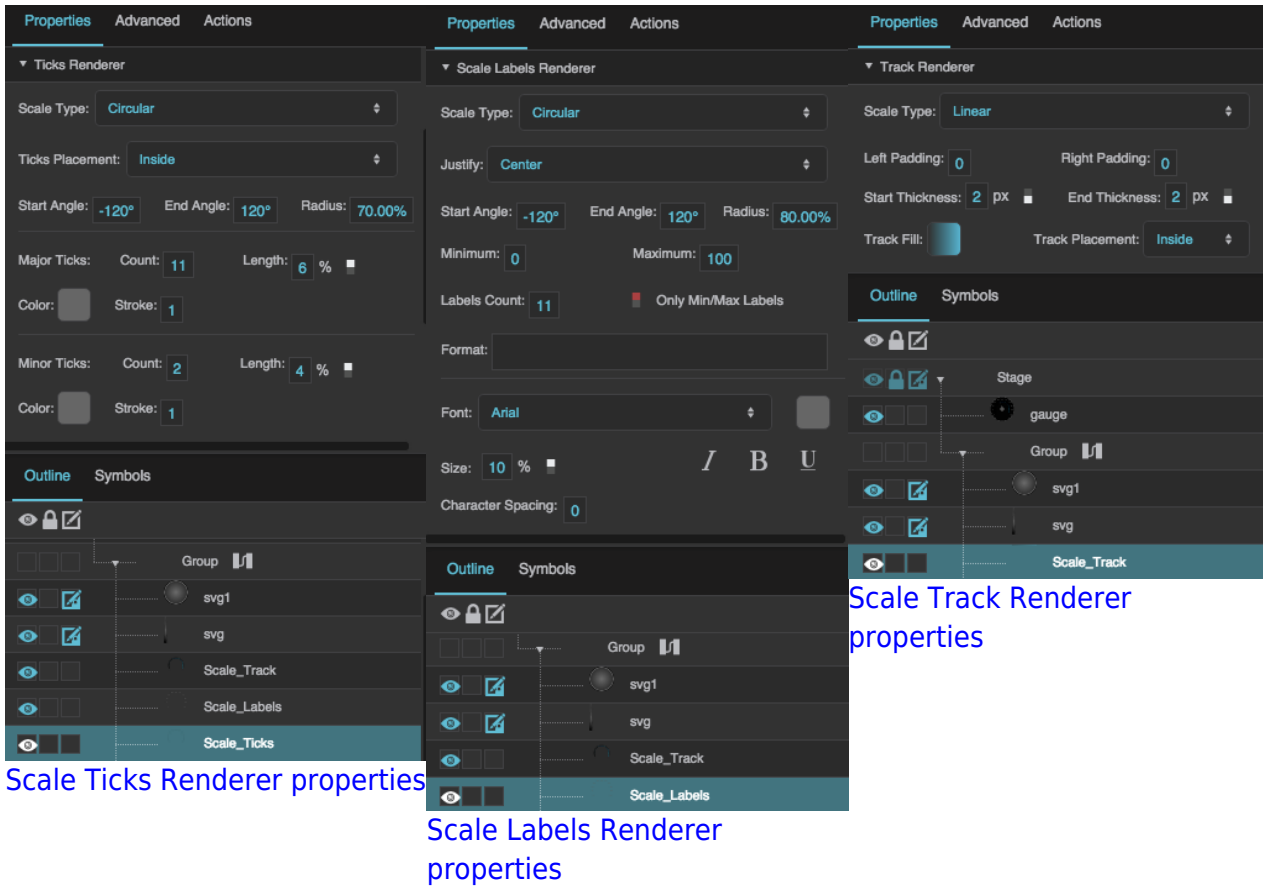 Properties Advanced Actions
Ticks Renderer
Scale Type: Circular
Ticks Placement: Inside
Start Angle: -120° End Angle: 120° Radius: 70.00%
Major Ticks: Count: 11 Length: 6 %
Color: Stroke: 1
Minor Ticks: Count: 2 Length: 4 %
Color: Stroke: 1
Outline Symbols
Group
svg1
svg
Scale_Track
Scale_Labels
Scale_Ticks
Scale Ticks Renderer properties
Properties Advanced Actions
Scale Labels Renderer
Scale Type: Circular
Justify: Center
Start Angle: -120° End Angle: 120° Radius: 80.00%
Minimum: 0 Maximum: 100
Labels Count: 11 Only Min/Max Labels
Format:
Font: Arial
Size: 10 % I B U
Character Spacing: 0
Outline Symbols
Group
svg1
svg
Scale_Track
Scale_Labels
Scale Labels Renderer
properties
Properties Advanced Actions
Track Renderer
Scale Type: Linear
Left Padding: 0 Right Padding: 0
Start Thickness: 2 px End Thickness: 2 px
Track Fill: Track Placement: Inside
Outline Symbols
Stage
gauge
Group
svg1
svg
Scale_Track
Scale Track Renderer
properties